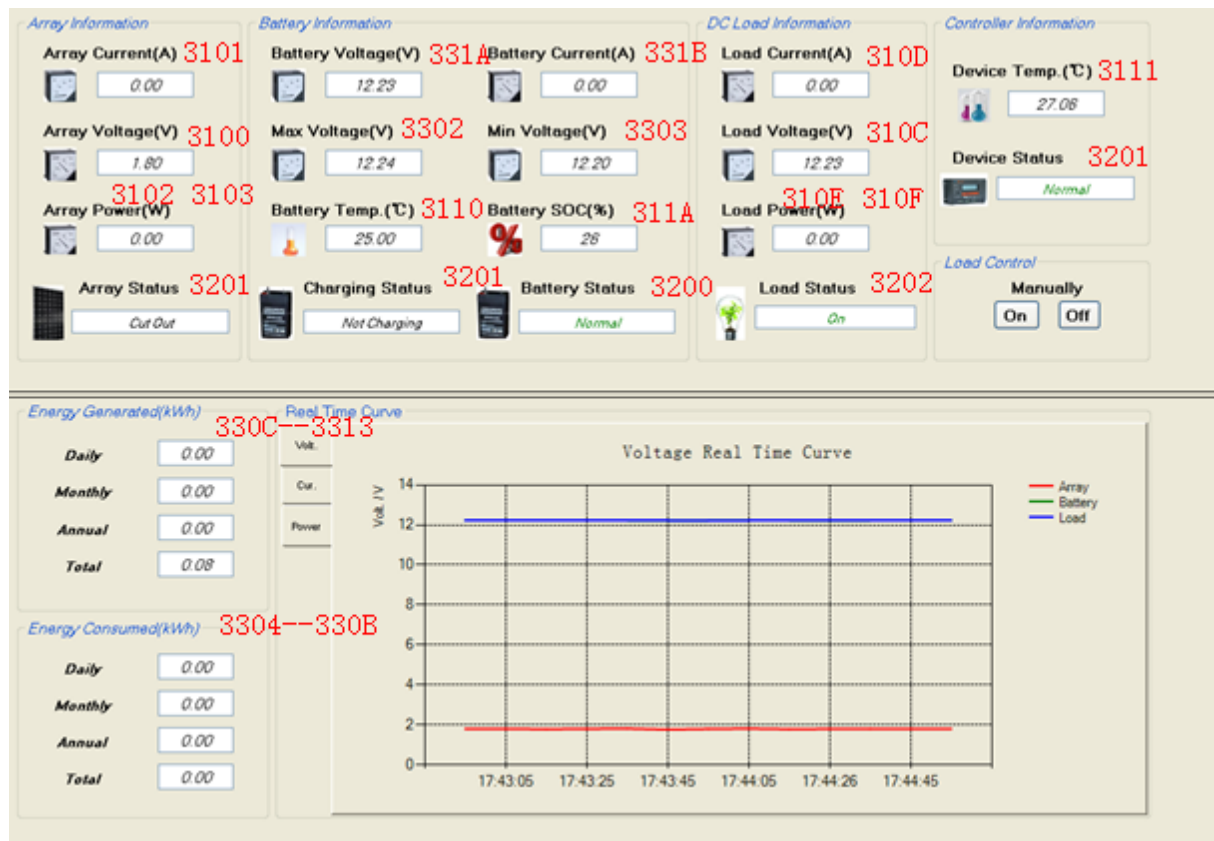 Array Information
Array Current(A) 3101
0.00
Array Voltage(V) 3100
1.80
3102 3103
Array Power(W)
0.00
Array Status 3201
Cut Out
Battery Information
Battery Voltage(V) 331A
12.23
Battery Current(A) 331B
0.00
Max Voltage(V) 3302
12.24
Min Voltage(V) 3303
12.20
Battery Temp.(℃) 3110
25.00
Battery SOC(%) 311A
26
Charging Status 3201
Not Charging
Battery Status 3200
Normal
DC Load Information
Load Current(A) 310D
0.00
Load Voltage(V) 310C
12.23
310E 310F
Load Power(W)
0.00
Load Status 3202
On
Controller Information
Device Temp.(℃) 3111
27.06
Device Status 3201
Normal
Load Control
Manually
On Off
Energy Generated(kWh) 330C--3313
Daily 0.00
Monthly 0.00
Annual 0.00
Total 0.08
Energy Consumed(kWh) 3304--330B
Daily 0.00
Monthly 0.00
Annual 0.00
Total 0.00
Real Time Curve
Volt.
Cur.
Power
Voltage Real Time Curve
Volt. / V
14
12
10
8
6
4
2
0
17:43:05 17:43:25 17:43:45 17:44:05 17:44:26 17:44:45
Array
Battery
Load